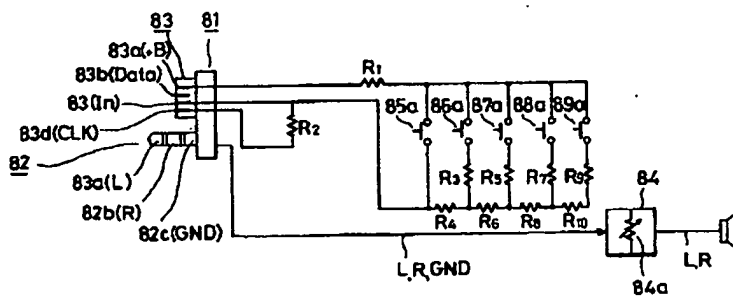 83
81
83a(+B)
83b(Data)
83(In)
83d(CLK)
82
83a(L)
82b(R)
82c(GND)
R1
R2
85a
86a
87a
88a
89a
R3
R5
R7
R9
R4
R6
R8
R10
84
L,R,GND
L,R
84a